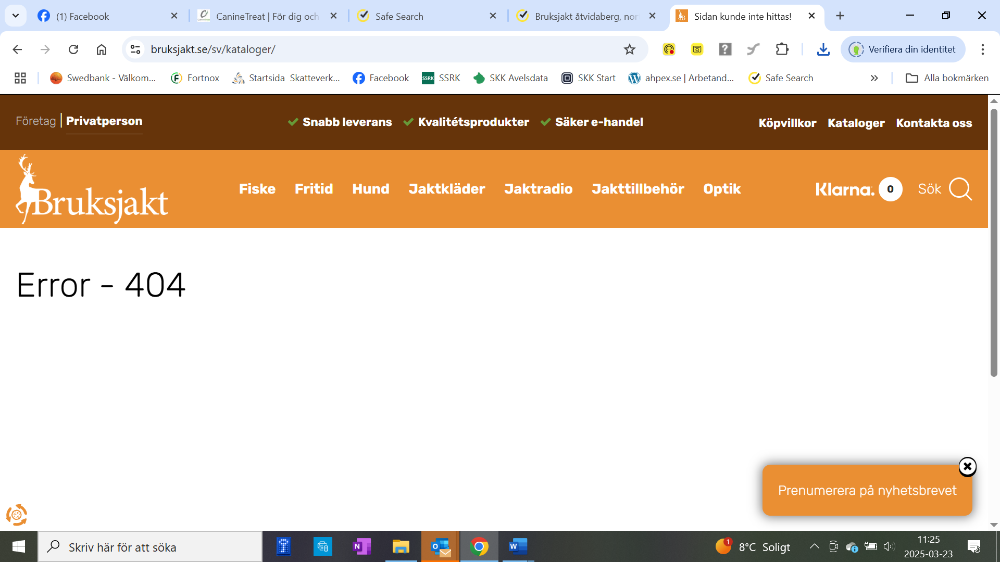 (1) Facebook
CanineTreat | För dig och
Safe Search
Bruksjakt åtvidaberg, nor
Sidan kunde inte hittas!
bruksjakt.se/sv/kataloger/
Verifiera din identitet
Swedbank - Välkom...
Fortnox
Startsida Skatteverk...
Facebook
SSRK SSRK
SKK Avelsdata
SKK Start
ahpex.se | Arbetand...
Safe Search
Alla bokmärken
Företag | Privatperson
Snabb leverans
Kvalitétsprodukter
Säker e-handel
Köpvillkor
Kataloger
Kontakta oss
Bruksjakt
Fiske
Fritid
Hund
Jaktkläder
Jaktradio
Jakttillbehör
Optik
Klarna.
0
Sök
Error - 404
Prenumerera på nyhetsbrevet
Skriv här för att söka
1
8°C Soligt
11:25
2025-03-23